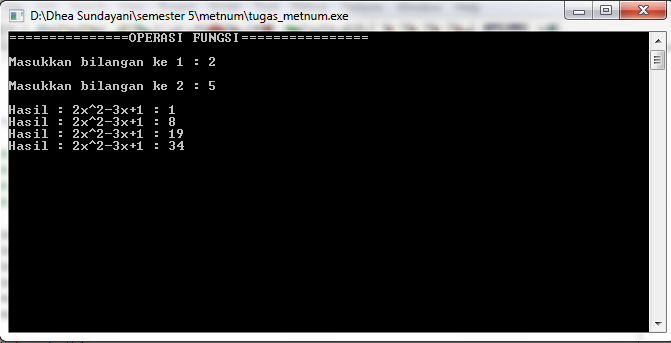 D:\Dhea Sundayani\semester 5\metnum\tugas_metnum.exe
===============OPERASI FUNGSI================
Masukkan bilangan ke 1 : 2
Masukkan bilangan ke 2 : 5
Hasil : 2x^2-3x+1 : 1
Hasil : 2x^2-3x+1 : 8
Hasil : 2x^2-3x+1 : 19
Hasil : 2x^2-3x+1 : 34